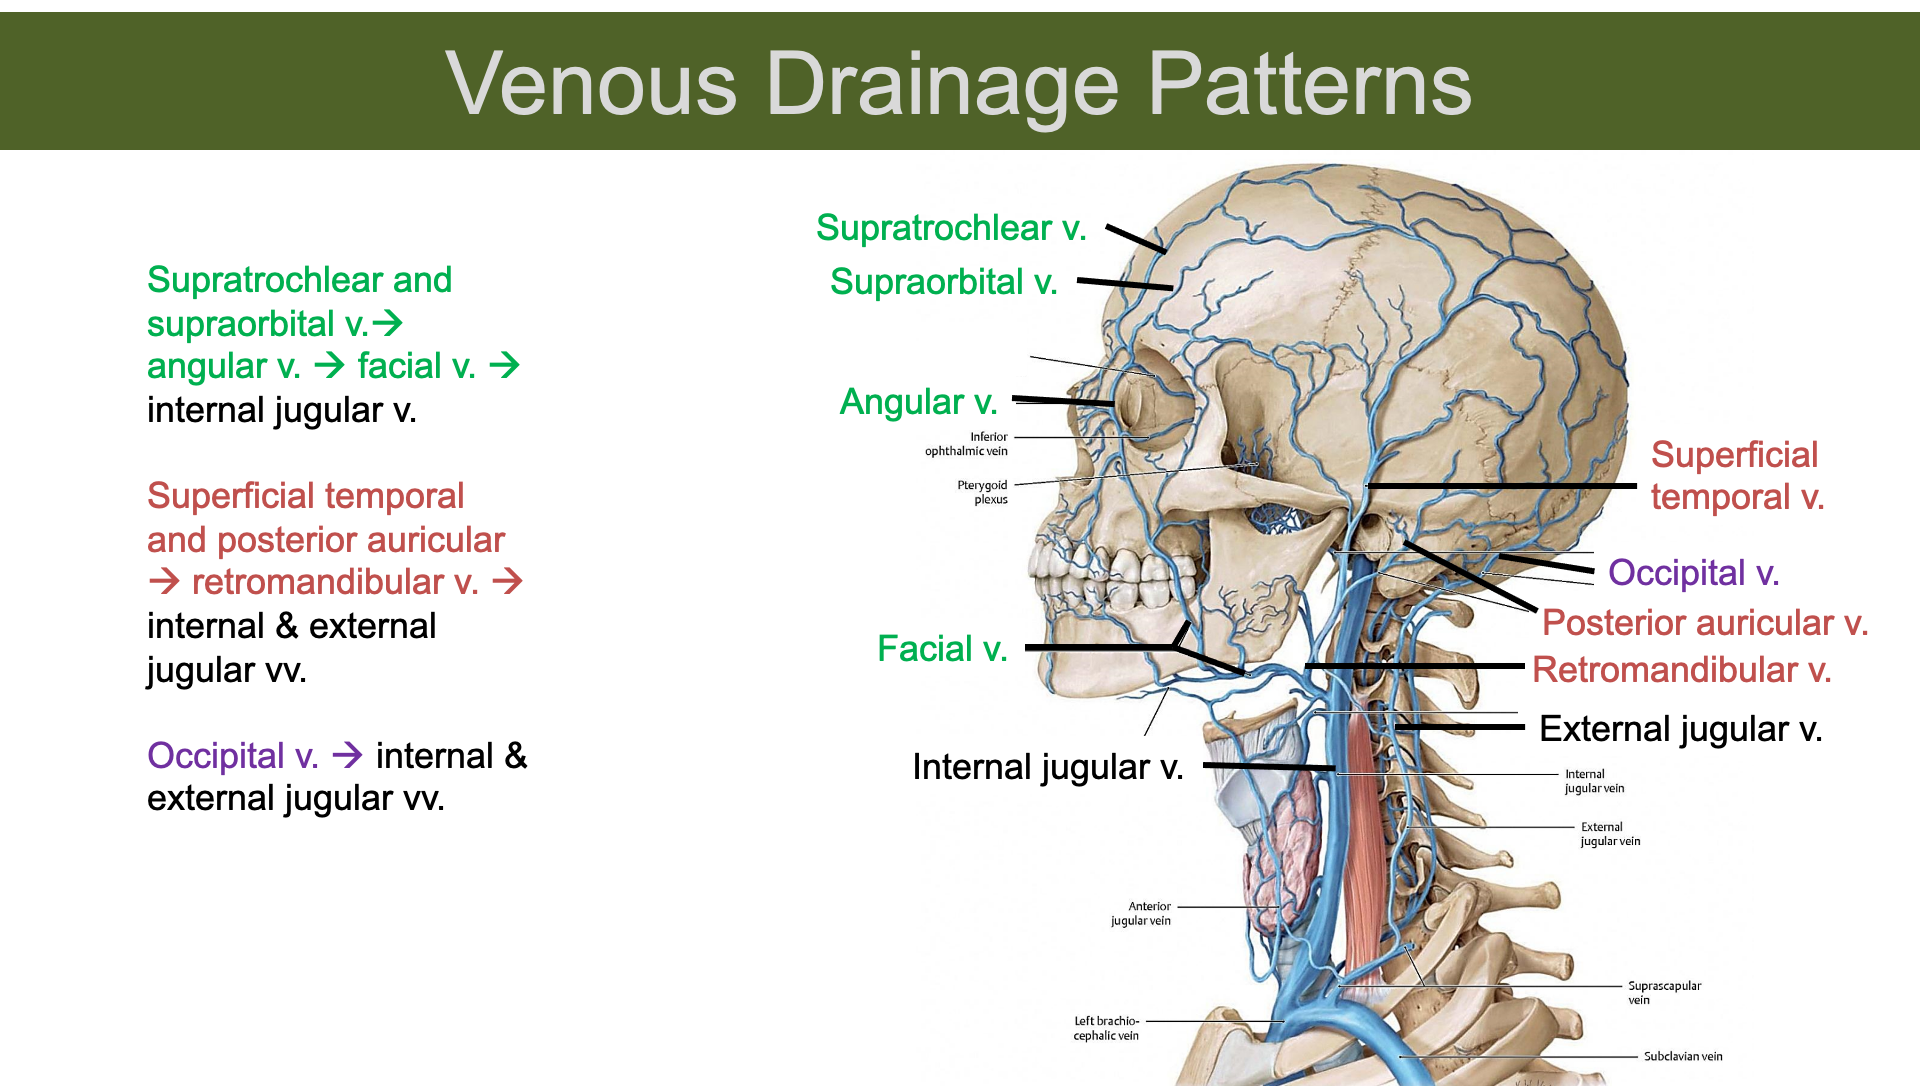 Venous Drainage Patterns
Supratrochlear and
supraorbital v.→
angular v. → facial v. →
internal jugular v.
Superficial temporal
and posterior auricular
→ retromandibular v. →
internal & external
jugular vv.
Occipital v. → internal &
external jugular vv.
Supratrochlear v.
Supraorbital v.
Angular v.
Inferior
ophthalmic vein
Pterygoid
plexus
Facial v.
Internal jugular v.
Anterior
jugular vein
Left brachio-
cephalic vein
Superficial
temporal v.
Occipital v.
Posterior auricular v.
Retromandibular v.
External jugular v.
Internal
jugular vein
External
jugular vein
Suprascapular
vein
Subclavian vein